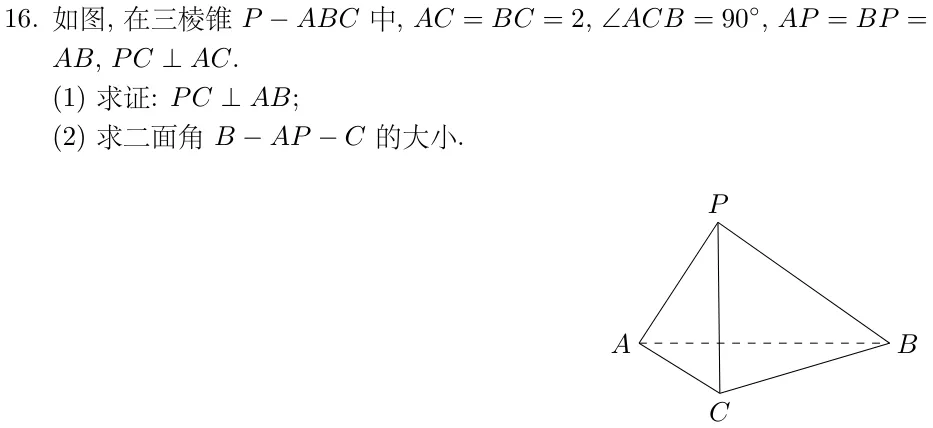 16. 如图, 在三棱锥 P − ABC 中, AC = BC = 2, ∠ACB = 90°, AP = BP =
AB, PC ⊥ AC.
(1) 求证: PC ⊥ AB;
(2) 求二面角 B − AP − C 的大小.
P
A
B
C